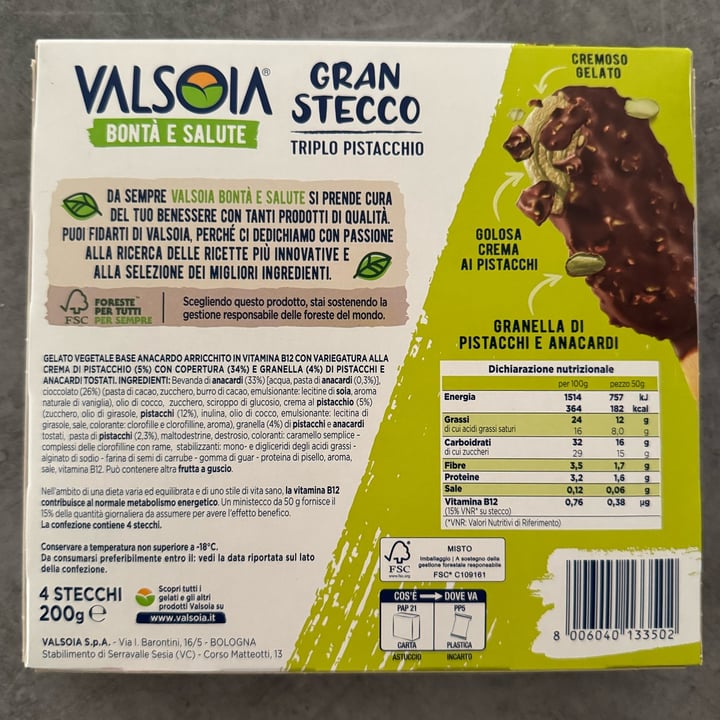 VALSOIA®
BONTÀ E SALUTE
GRAN
STECCO
TRIPLO PISTACCHIO
CREMOSO
GELATO
GOLOSA
CREMA
AI PISTACCHI
GRANELLA DI
PISTACCHI E ANACARDI
DA SEMPRE VALSOIA BONTÀ E SALUTE SI PRENDE CURA
DEL TUO BENESSERE CON TANTI PRODOTTI DI QUALITÀ.
PUOI FIDARTI DI VALSOIA, PERCHÉ CI DEDICHIAMO CON PASSIONE
ALLA RICERCA DELLE RICETTE PIÙ INNOVATIVE E
ALLA SELEZIONE DEI MIGLIORI INGREDIENTI.
FSC
FORESTE™
PER TUTTI
PER SEMPRE
Scegliendo questo prodotto, stai sostenendo la
gestione responsabile delle foreste del mondo.
GELATO VEGETALE BASE ANACARDO ARRICCHITO IN VITAMINA B12 CON VARIEGATURA ALLA
CREMA DI PISTACCHIO (5%) CON COPERTURA (34%) E GRANELLA (4%) DI PISTACCHI E
ANACARDI TOSTATI. INGREDIENTI: Bevanda di anacardi (33%) [acqua, pasta di anacardi (0,3%)],
cioccolato (26%) (pasta di cacao, zucchero, burro di cacao, emulsionante: lecitina di soia, aroma
naturale di vaniglia), olio di cocco, zucchero, sciroppo di glucosio, crema al pistacchio (5%)
(zucchero, olio di girasole, pistacchi (12%), inulina, olio di cocco, emulsionante: lecitina di
girasole, sale, colorante: clorofille e clorofilline, aroma), granella (4%) di pistacchi e anacardi
tostati, pasta di pistacchi (2,3%), maltodestrine, destrosio, coloranti: caramello semplice -
complessi delle clorofilline con rame, stabilizzanti: mono- e digliceridi degli acidi grassi -
alginato di sodio - farina di semi di carrube - gomma di guar - proteina di pisello, aroma,
sale, vitamina B12. Può contenere altra frutta a guscio.
Nell'ambito di una dieta varia ed equilibrata e di uno stile di vita sano, la vitamina B12
contribuisce al normale metabolismo energetico. Un ministecco da 50 g fornisce il
15% della quantità giornaliera da assumere per avere l'effetto benefico.
La confezione contiene 4 stecchi.
Conservare a temperatura non superiore a -18°C.
Da consumarsi preferibilmente entro il: vedi la data riportata sul lato
della confezione.
4 STECCHI
200g ℮
Scopri tutti i
gelati e gli altri
prodotti Valsoia su
www.valsoia.it
VALSOIA S.p.A. - Via I. Barontini, 16/5 - BOLOGNA
Stabilimento di Serravalle Sesia (VC) - Corso Matteotti, 13
Dichiarazione nutrizionale
per 100g pezzo 50g
Energia 1514 757 kJ
364 182 kcal
Grassi 24 12 g
di cui acidi grassi saturi 16 8,0 g
Carboidrati 32 16 g
di cui zuccheri 29 15 g
Fibre 3,5 1,7 g
Proteine 3,2 1,6 g
Sale 0,12 0,06 g
Vitamina B12 0,76 0,38 µg
(15% VNR* su stecco)
(*VNR: Valori Nutritivi di Riferimento)
FSC
www.fsc.org
MISTO
Imballaggio | A sostegno della
gestione forestale responsabile
FSC® C109161
COS'È DOVE VA
PAP 21 PP5
CARTA PLASTICA
ASTUCCIO INCARTO
8 006040 133502